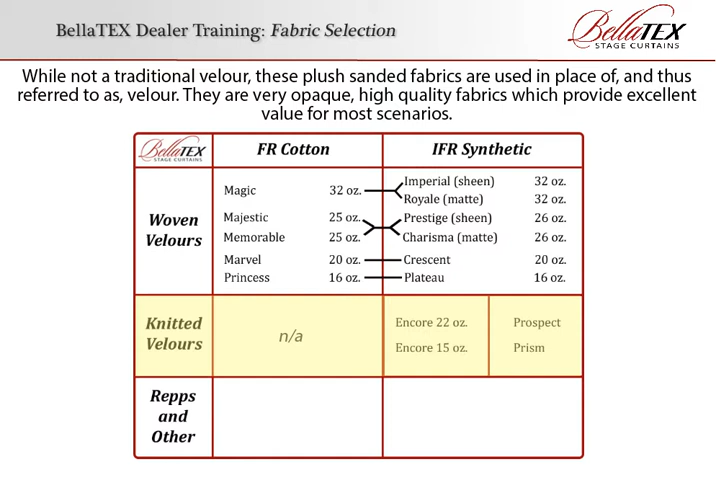 BellaTEX Dealer Training: Fabric Selection
BellaTEX
STAGE CURTAINS
While not a traditional velour, these plush sanded fabrics are used in place of, and thus
referred to as, velour. They are very opaque, high quality fabrics which provide excellent
value for most scenarios.
BellaTEX
STAGE CURTAINS
FR Cotton
IFR Synthetic
Woven
Velours
Magic 32 oz.
Imperial (sheen) 32 oz.
Royale (matte) 32 oz.
Majestic 25 oz.
Prestige (sheen) 26 oz.
Memorable 25 oz.
Charisma (matte) 26 oz.
Marvel 20 oz.
Crescent 20 oz.
Princess 16 oz.
Plateau 16 oz.
Knitted
Velours
n/a
Encore 22 oz.
Prospect
Encore 15 oz.
Prism
Repps
and
Other